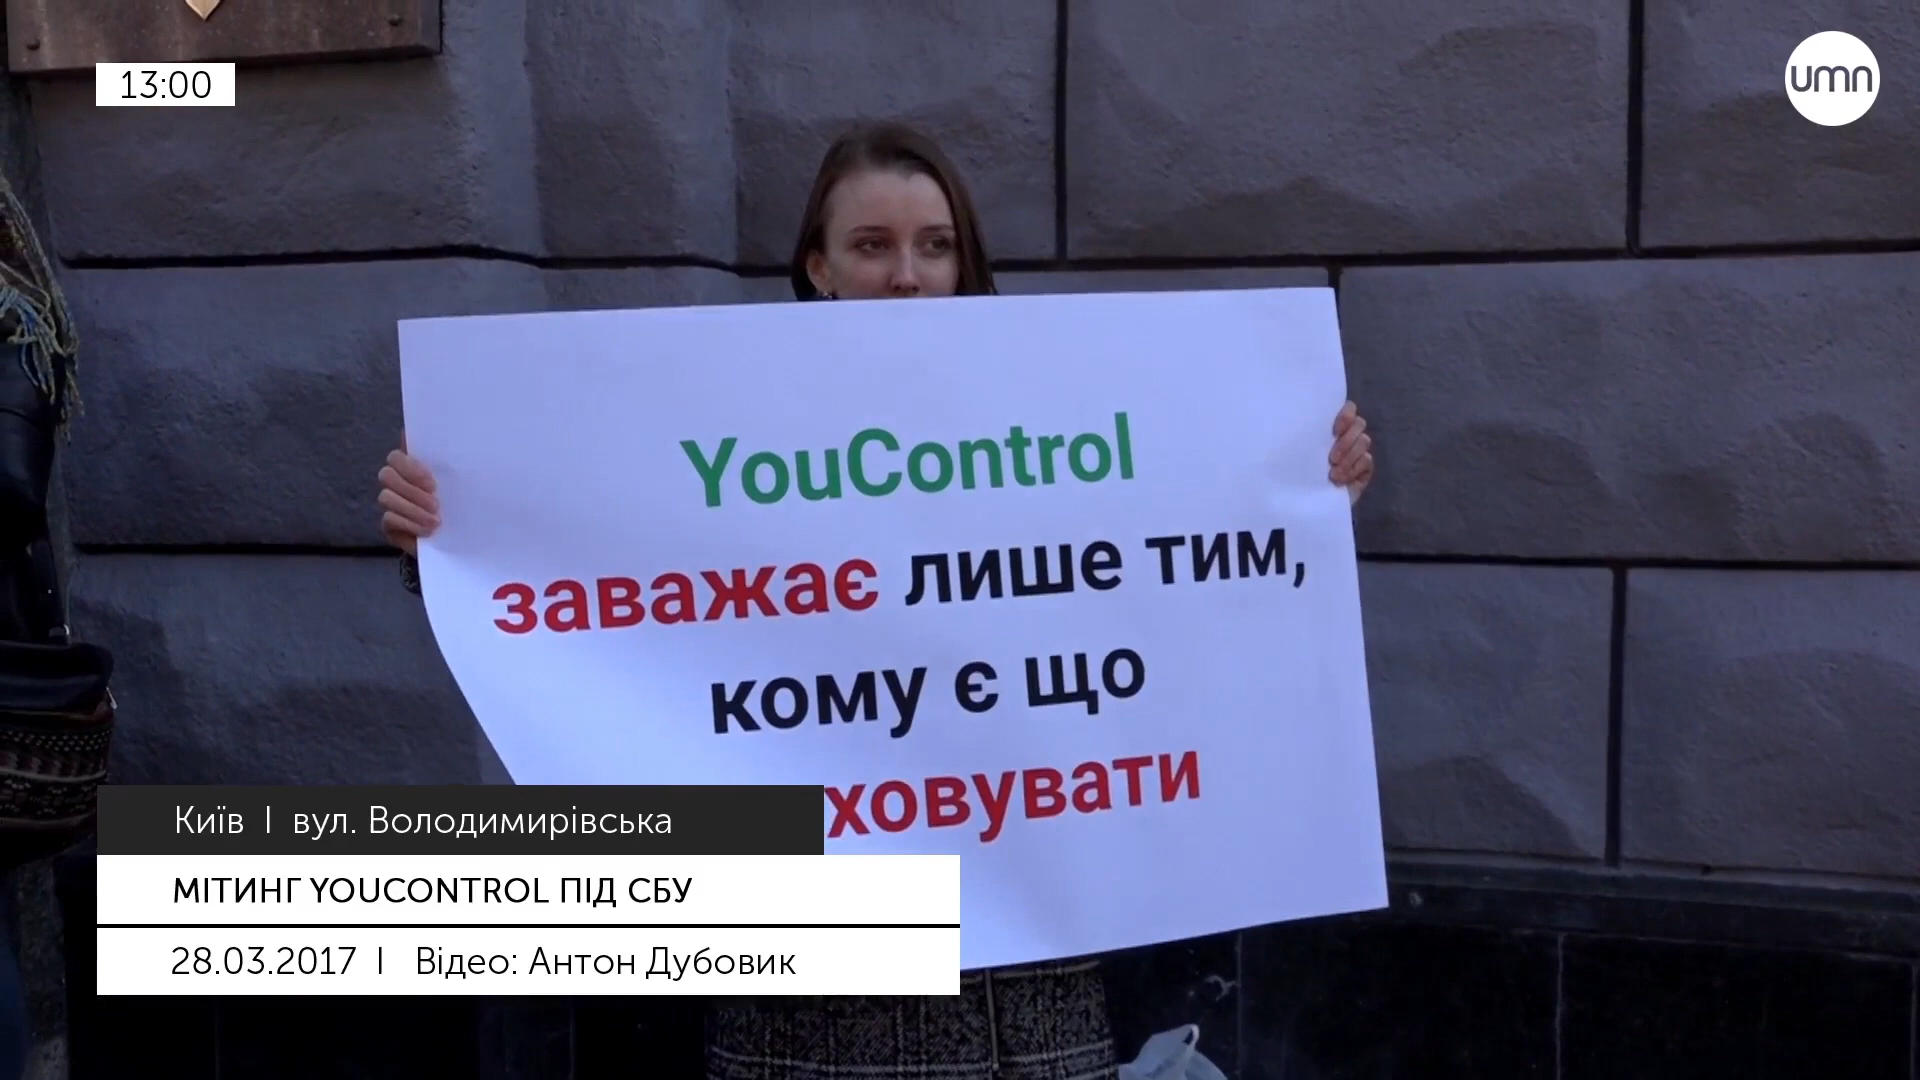 13:00
umn
YouControl
заважає лише тим,
кому є що
ховувати
Київ | вул. Володимирівська
МІТИНГ YOUCONTROL ПІД СБУ
28.03.2017 | Відео: Антон Дубовик